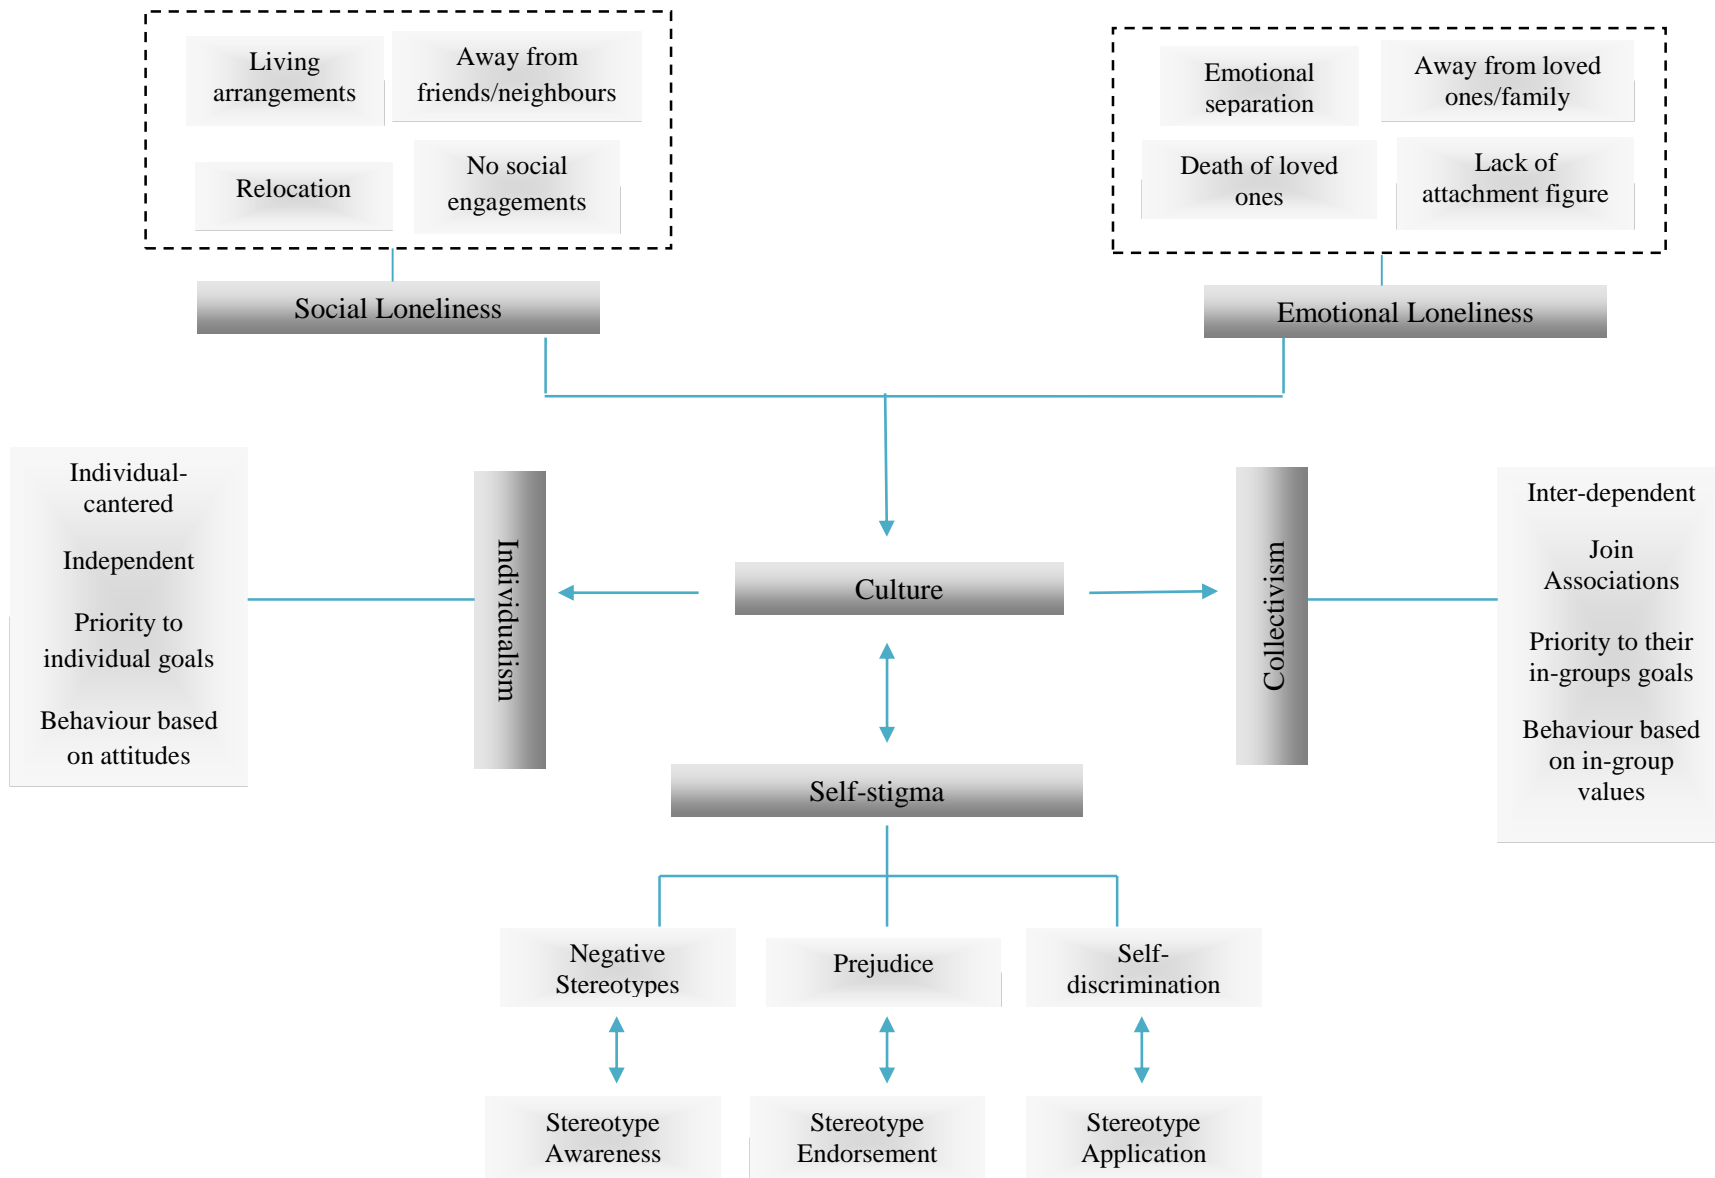 Living
arrangements
Away from
friends/neighbours
Relocation
No social
engagements
Emotional
separation
Away from loved
ones/family
Death of loved
ones
Lack of
attachment figure
Social Loneliness
Emotional Loneliness
Individual-
cantered
Independent
Priority to
individual goals
Behaviour based
on attitudes
Individualism
Culture
Collectivism
Inter-dependent
Join
Associations
Priority to their
in-groups goals
Behaviour based
on in-group
values
Self-stigma
Negative
Stereotypes
Prejudice
Self-
discrimination
Stereotype
Awareness
Stereotype
Endorsement
Stereotype
Application